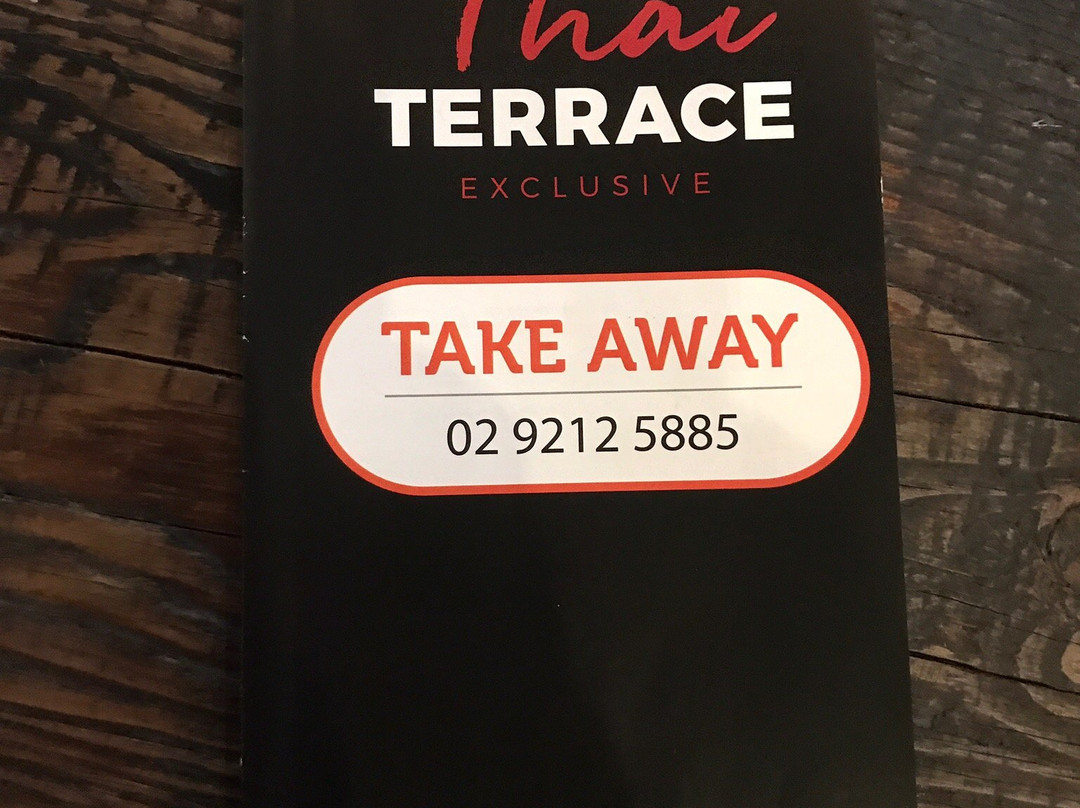 Thai
TERRACE
EXCLUSIVE
TAKE AWAY
02 9212 5885